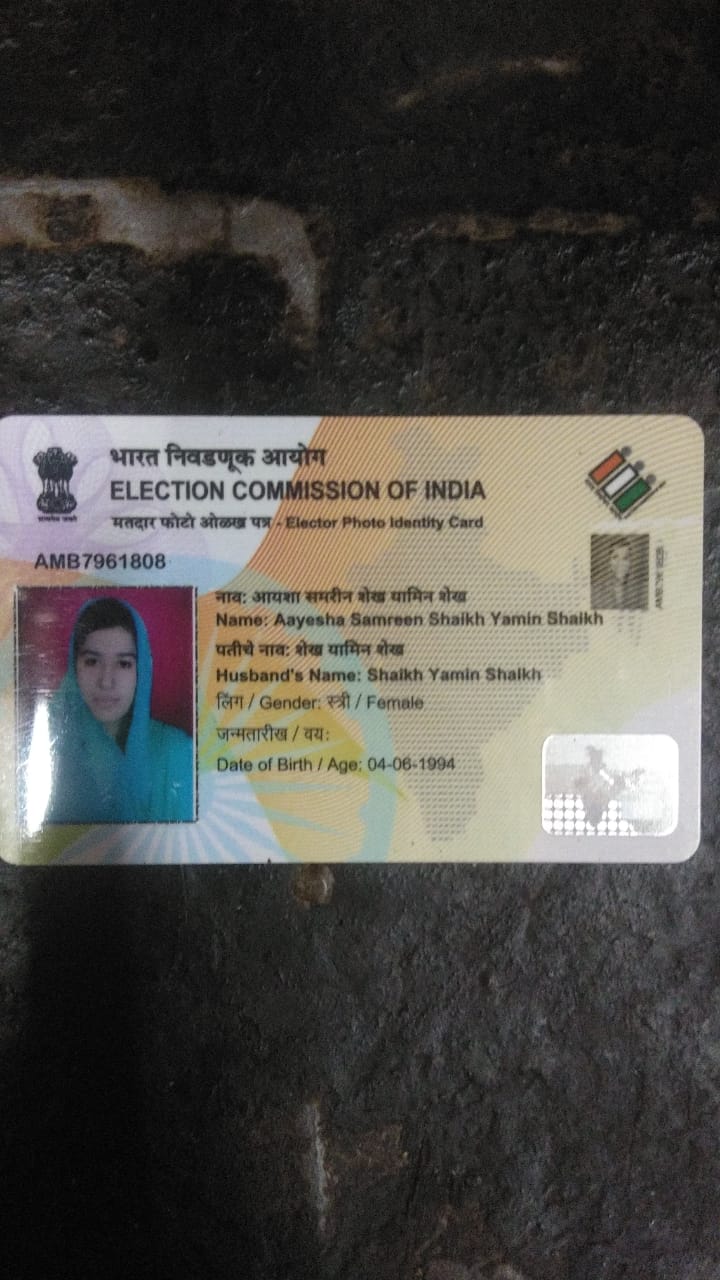 भारत निवडणूक आयोग
ELECTION COMMISSION OF INDIA
मतदार फोटो ओळख पत्र - Elector Photo Identity Card
AMB7961808
नाव: आयशा समरीन शेख यामिन शेख
Name: Aayesha Samreen Shaikh Yamin Shaikh
पतीचे नाव: शेख यामिन शेख
Husband's Name: Shaikh Yamin Shaikh
लिंग / Gender: स्त्री / Female
जन्मतारीख / वय:
Date of Birth / Age: 04-06-1994